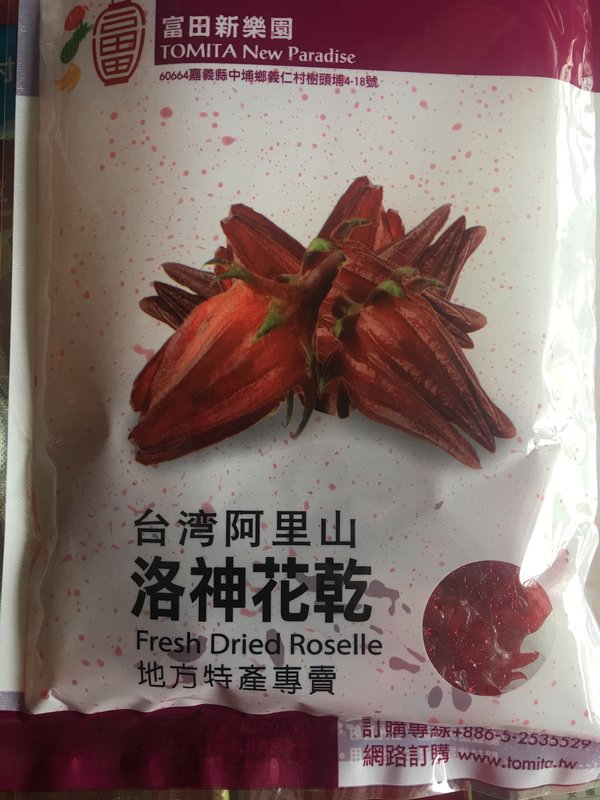 富田
富田新樂園
TOMITA New Paradise
60664嘉義縣中埔鄉義仁村樹頭埔4-18號
台湾阿里山
洛神花乾
Fresh Dried Roselle
地方特產專賣
訂購專線+886-5-2535529
網路訂購 www.tomita.tw